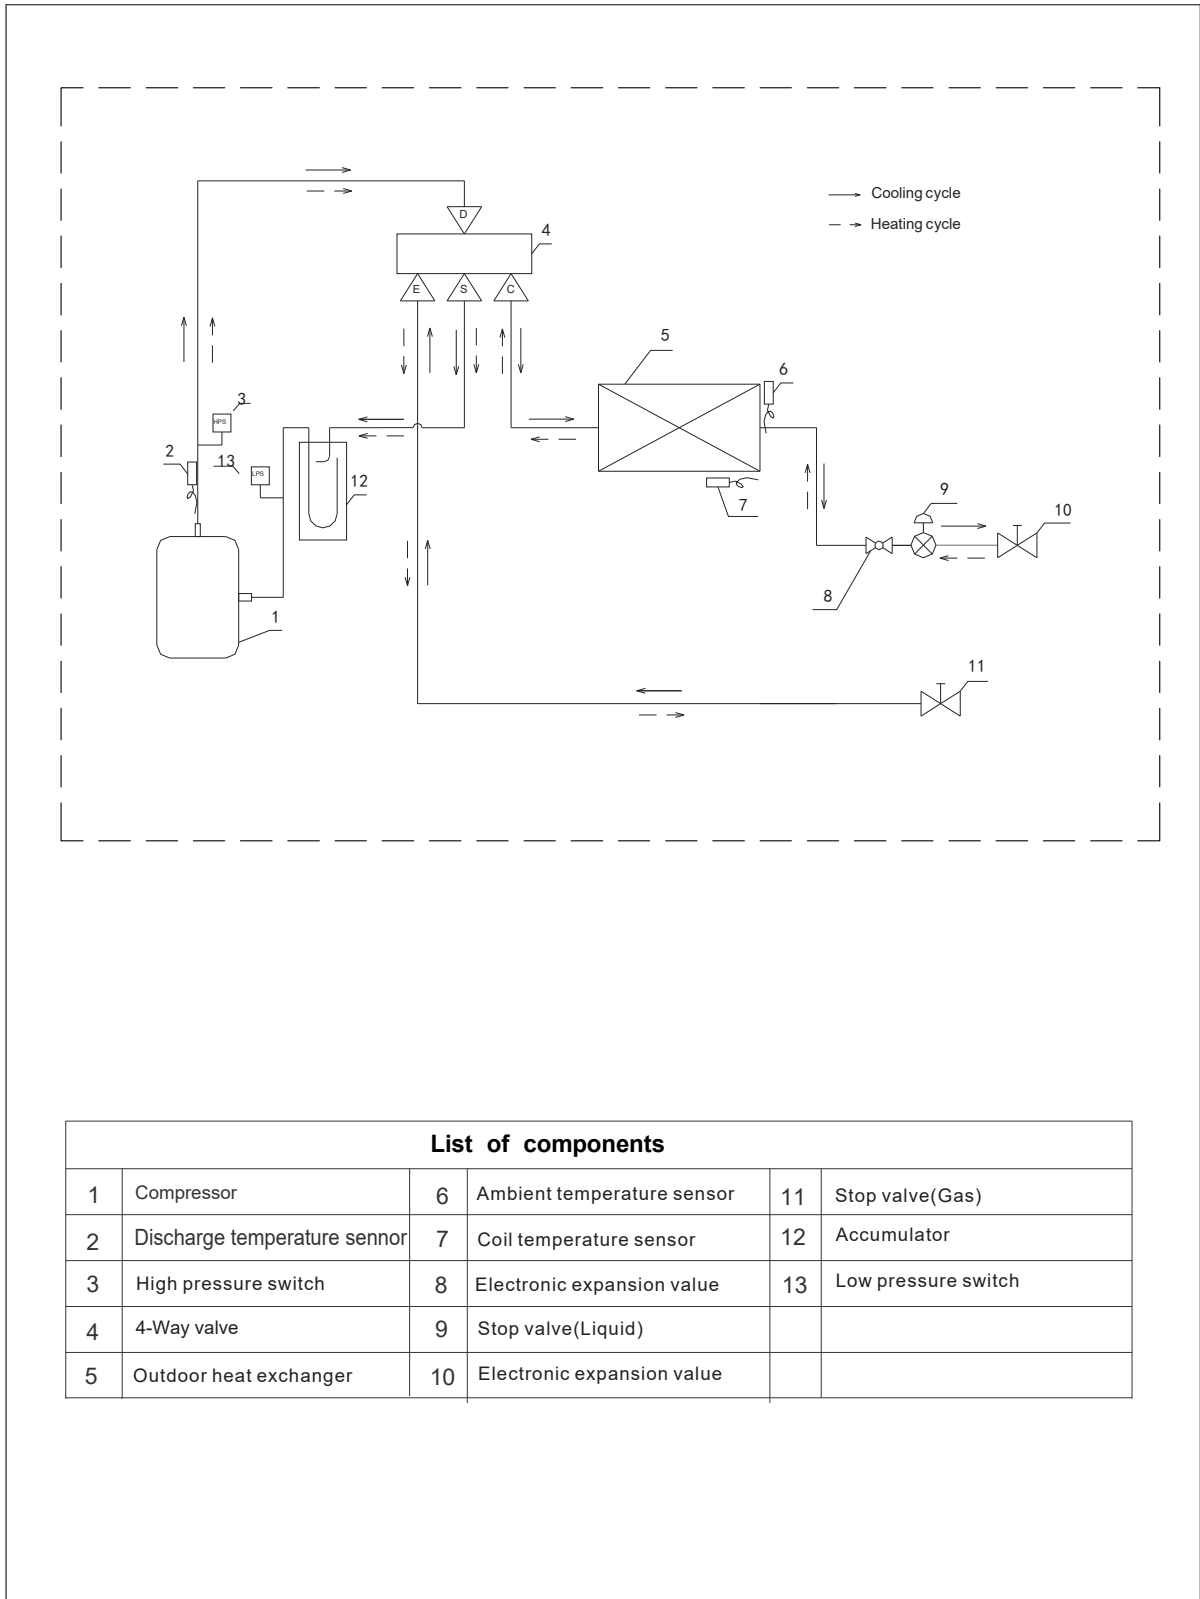 D
Cooling cycle
Heating cycle
4
E S C
5
6
3
HPS
2
13
LPS
12
7
9
10
8
1
11
List of components
1 Compressor 6 Ambient temperature sensor 11 Stop valve(Gas)
2 Discharge temperature sennor 7 Coil temperature sensor 12 Accumulator
3 High pressure switch 8 Electronic expansion value 13 Low pressure switch
4 4-Way valve 9 Stop valve(Liquid)
5 Outdoor heat exchanger 10 Electronic expansion value